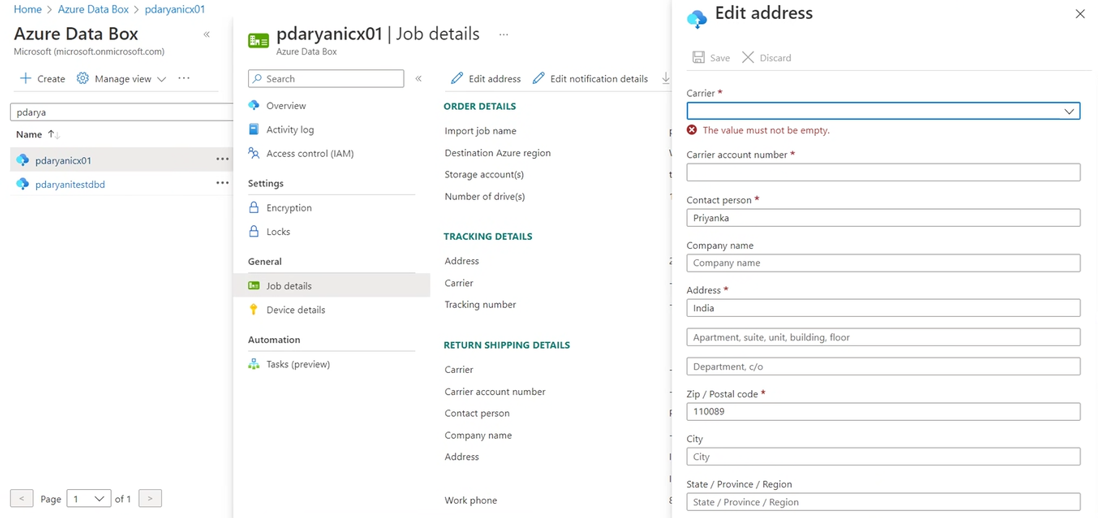 Home > Azure Data Box > pdaryanicx01
Azure Data Box
Microsoft (microsoft.onmicrosoft.com)
Create
Manage view
pdarya
Name
pdaryanicx01
pdaryanitestdbd
< Page 1 of 1 >
pdaryanicx01 | Job details
Azure Data Box
Search
Overview
Activity log
Access control (IAM)
Settings
Encryption
Locks
General
Job details
Device details
Automation
Tasks (preview)
Edit address
Edit notification details
ORDER DETAILS
Import job name
Destination Azure region
Storage account(s)
Number of drive(s)
TRACKING DETAILS
Address
Carrier
Tracking number
RETURN SHIPPING DETAILS
Carrier
Carrier account number
Contact person
Company name
Address
Work phone
Edit address
Save
Discard
Carrier *
The value must not be empty.
Carrier account number *
Contact person *
Priyanka
Company name
Company name
Address *
India
Apartment, suite, unit, building, floor
Department, c/o
Zip / Postal code *
110089
City
City
State / Province / Region
State / Province / Region